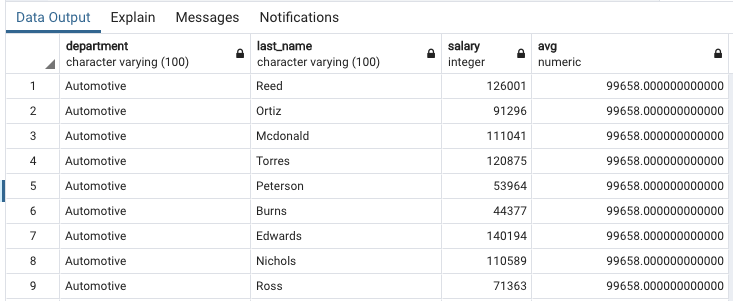 Data Output Explain Messages Notifications
department last_name salary avg
character varying (100) character varying (100) integer numeric
1 Automotive Reed 126001 99658.000000000000
2 Automotive Ortiz 91296 99658.000000000000
3 Automotive Mcdonald 111041 99658.000000000000
4 Automotive Torres 120875 99658.000000000000
5 Automotive Peterson 53964 99658.000000000000
6 Automotive Burns 44377 99658.000000000000
7 Automotive Edwards 140194 99658.000000000000
8 Automotive Nichols 110589 99658.000000000000
9 Automotive Ross 71363 99658.000000000000